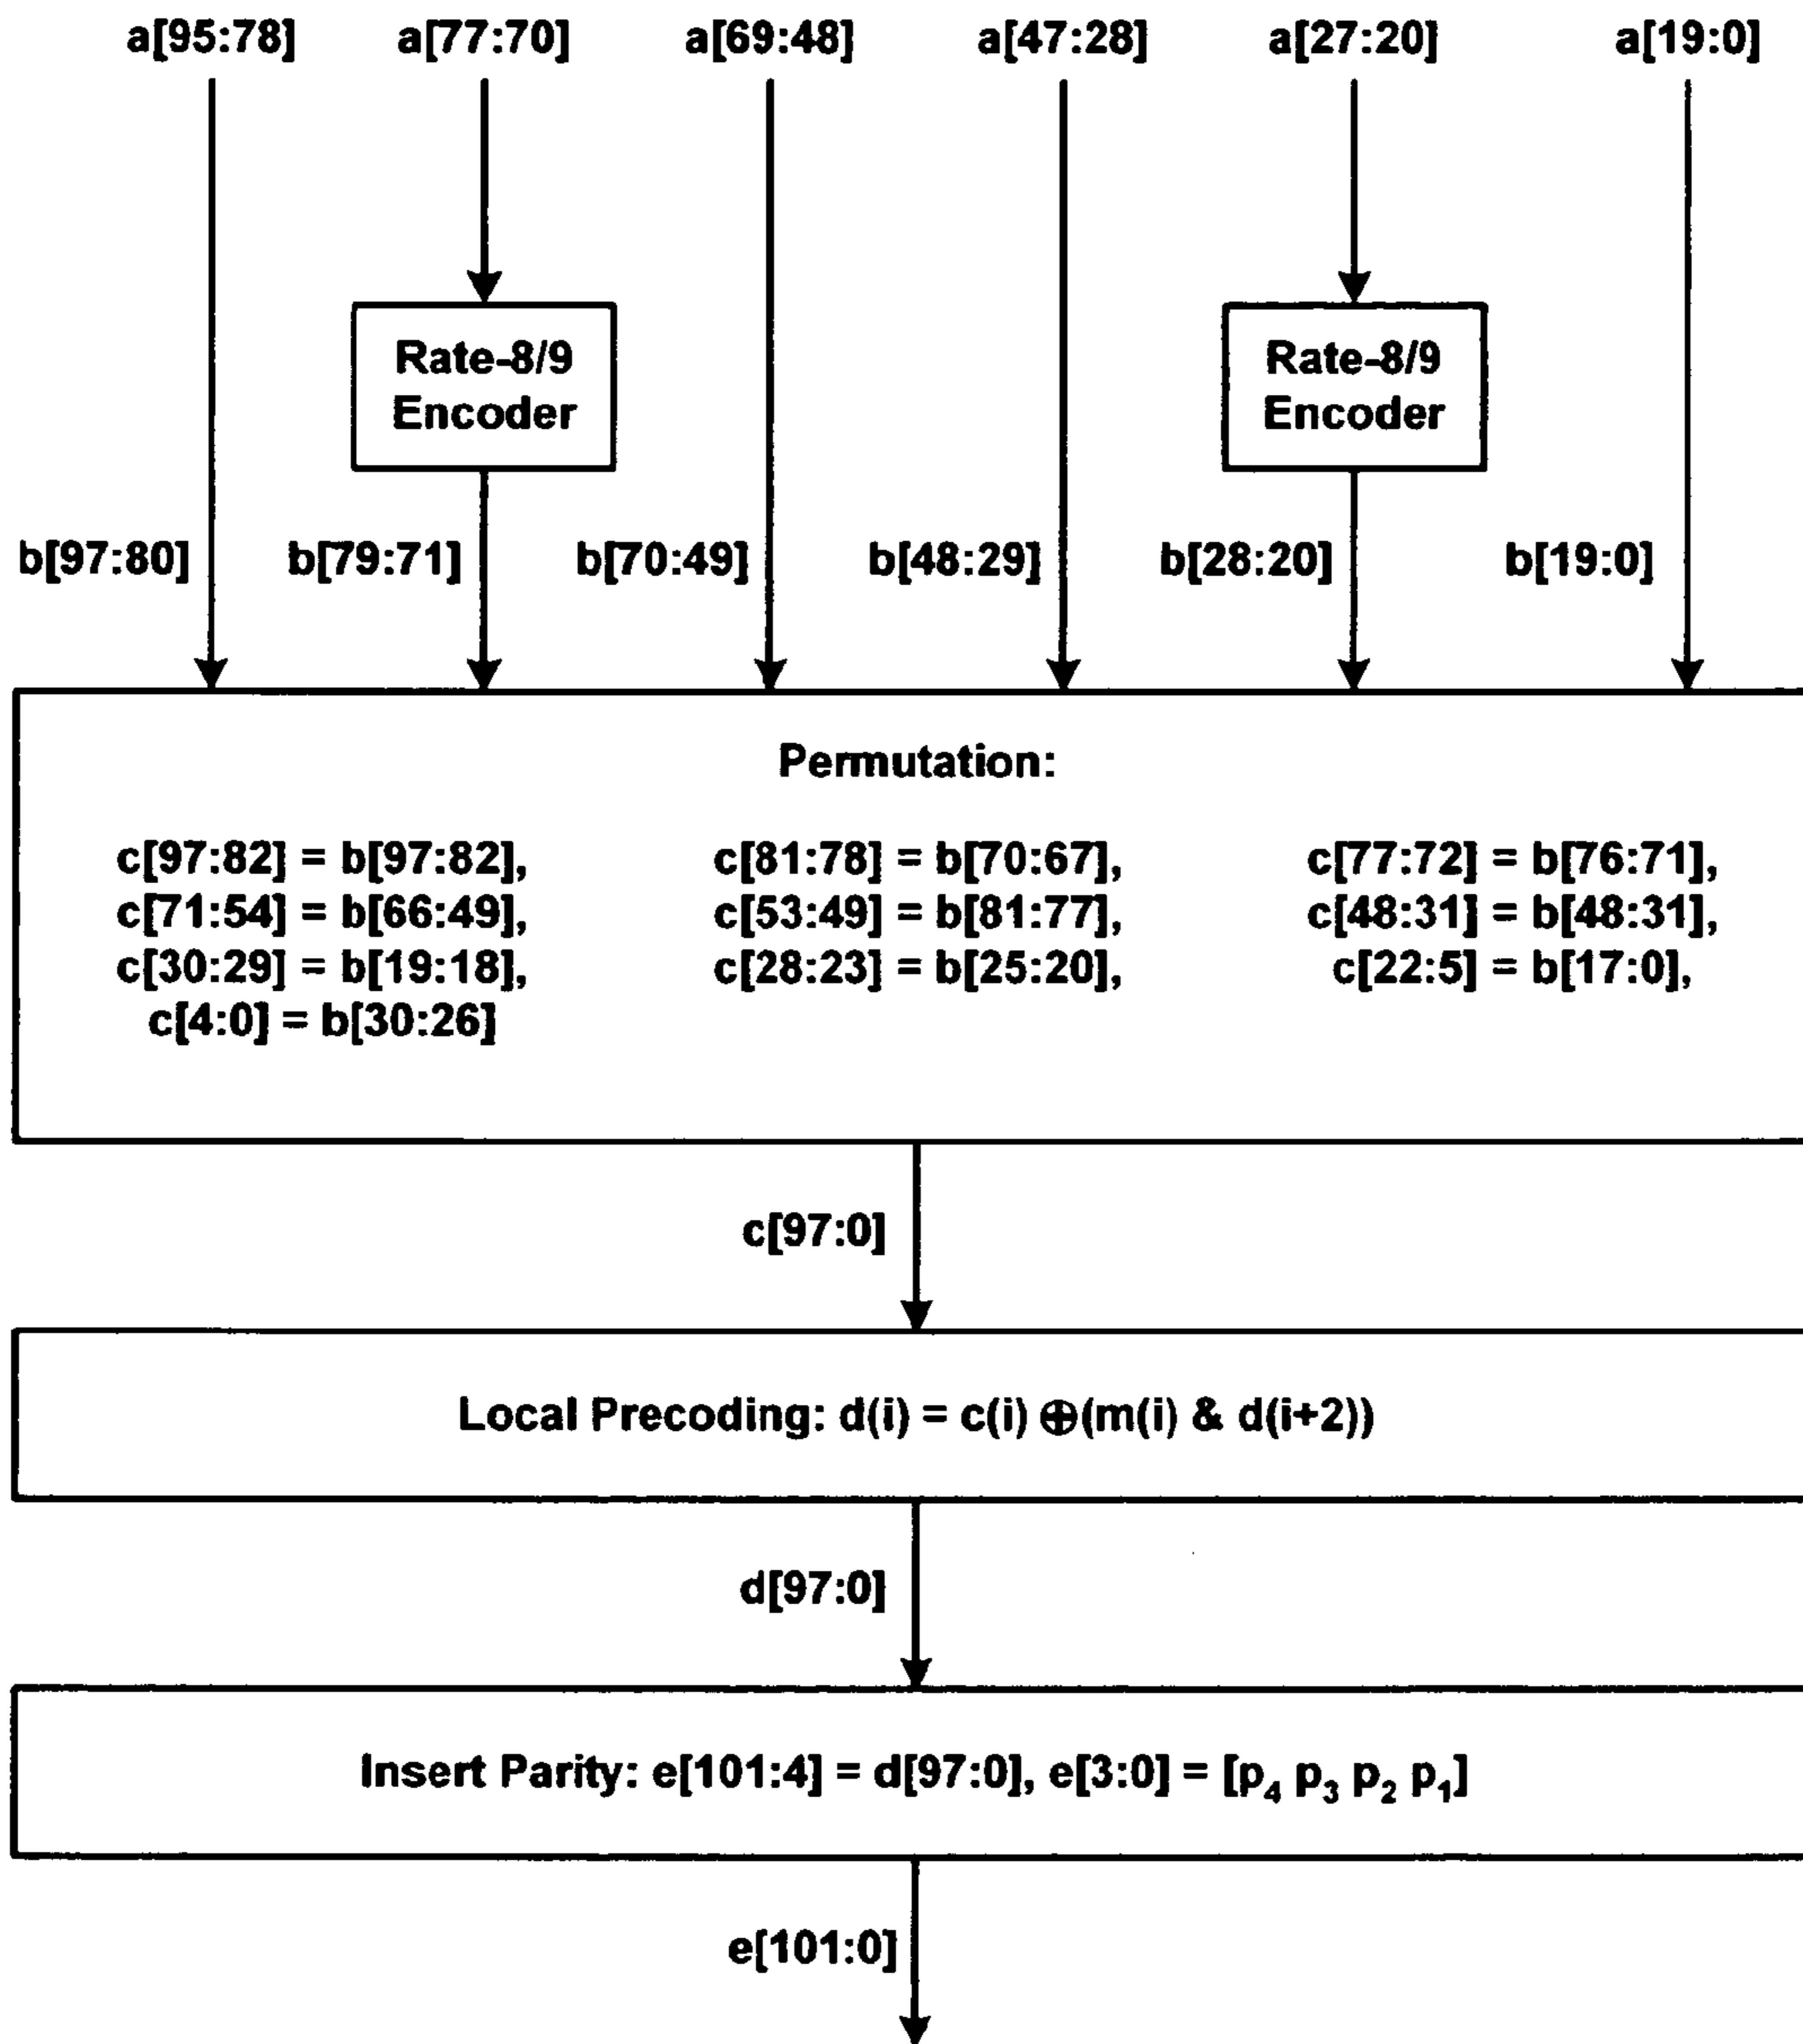 a[95:78] a[77:70] a[69:48] a[47:28] a[27:20] a[19:0]
Rate-8/9 Rate-8/9
Encoder Encoder
b[97:80] b[79:71] b[70:49] b[48:29] b[28:20] b[19:0]
Permutation:
c[97:82] = b[97:82], c[81:78] = b[70:67], c[77:72] = b[76:71],
c[71:54] = b[66:49], c[53:49] = b[81:77], c[48:31] = b[48:31],
c[30:29] = b[19:18], c[28:23] = b[25:20], c[22:5] = b[17:0],
c[4:0] = b[30:26]
c[97:0]
Local Precoding: d(i) = c(i) ⊕(m(i) & d(i+2))
d[97:0]
Insert Parity: e[101:4] = d[97:0], e[3:0] = [p₄ p₃ p₂ p₁]
e[101:0]